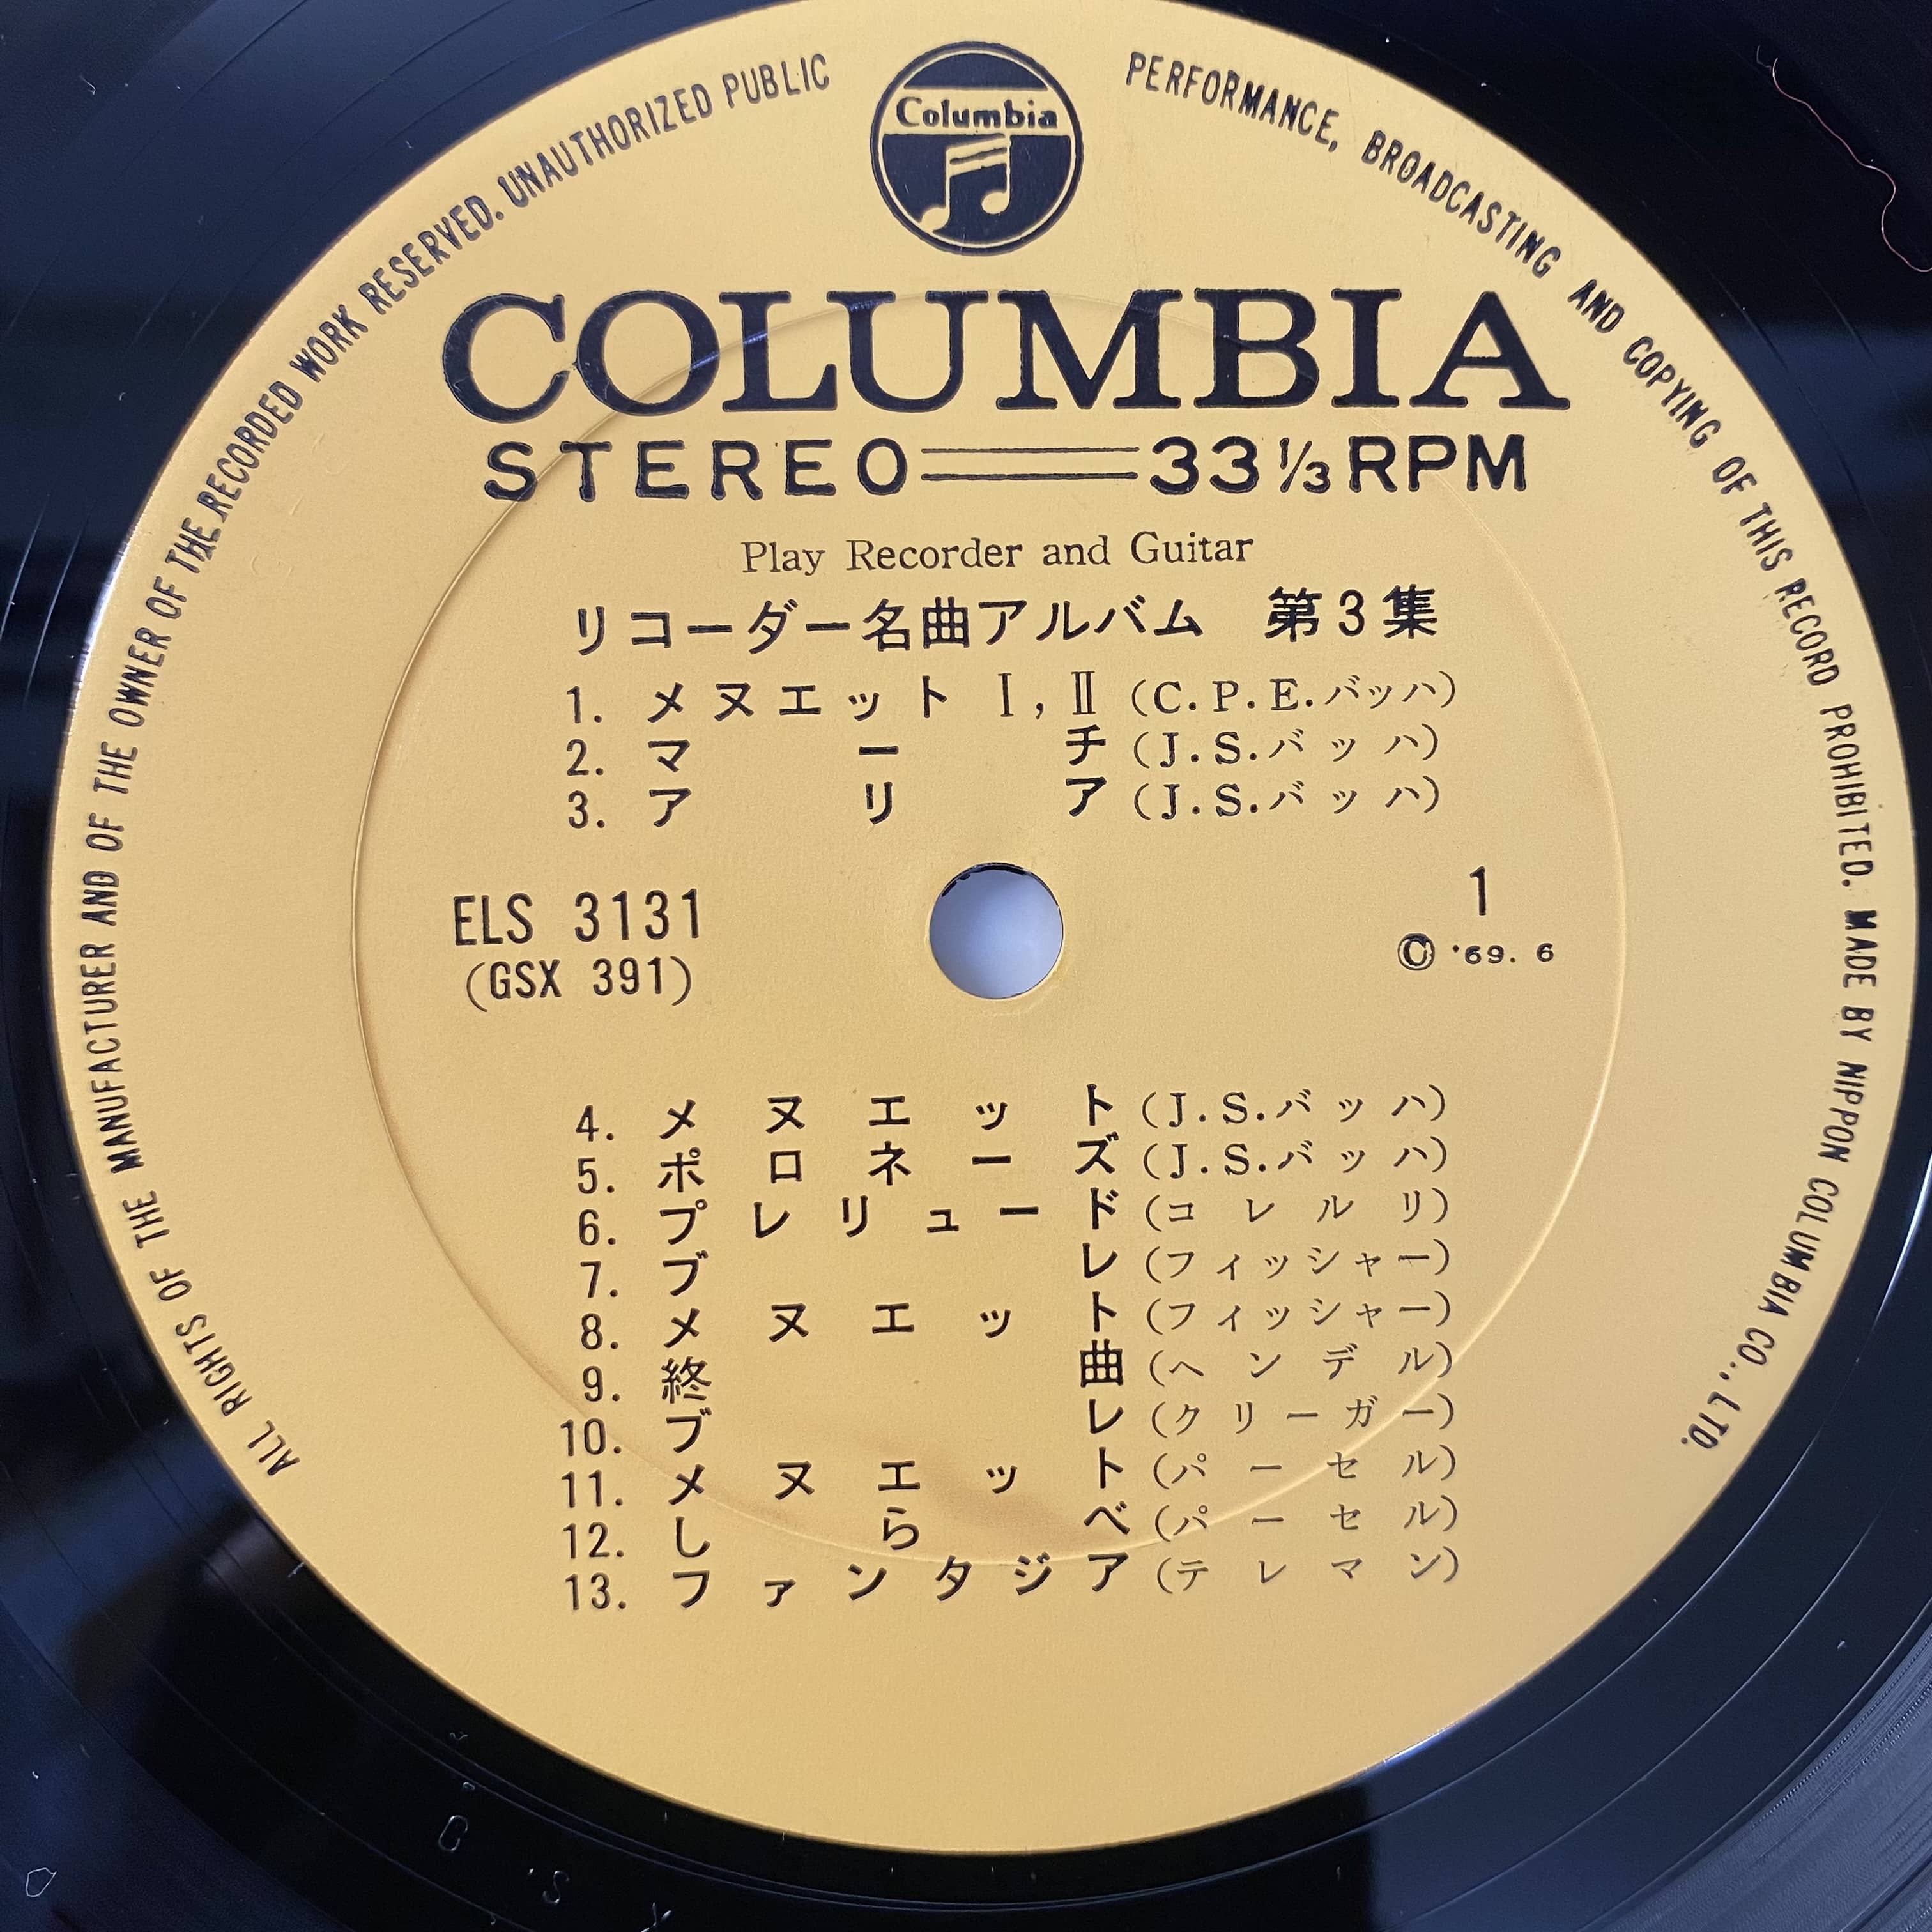 ALL RIGHTS OF THE MANUFACTURER AND OF THE OWNER OF THE RECORDED WORK RESERVED. UNAUTHORIZED PUBLIC PERFORMANCE, BROADCASTING AND COPYING OF THIS RECORD PROHIBITED. MADE BY NIPPON COLUMBIA CO., LTD.
Columbia
COLUMBIA
STEREO 33⅓ RPM
Play Recorder and Guitar
リコーダー名曲アルバム 第3集
1. メヌエット Ⅰ, Ⅱ (C.P.E.バッハ)
2. マーチ (J.S.バッハ)
3. アリア (J.S.バッハ)
ELS 3131
(GSX 391)
1
© '69. 6
4. メヌエット (J.S.バッハ)
5. ポロネーズ (J.S.バッハ)
6. プレリュード (コレルリ)
7. ブレ (フィッシャー)
8. メヌエット (フィッシャー)
9. 終曲 (ヘンデル)
10. ブレ (クリーガー)
11. メヌエット (パーセル)
12. しらべ (パーセル)
13. ファンタジア (テレマン)